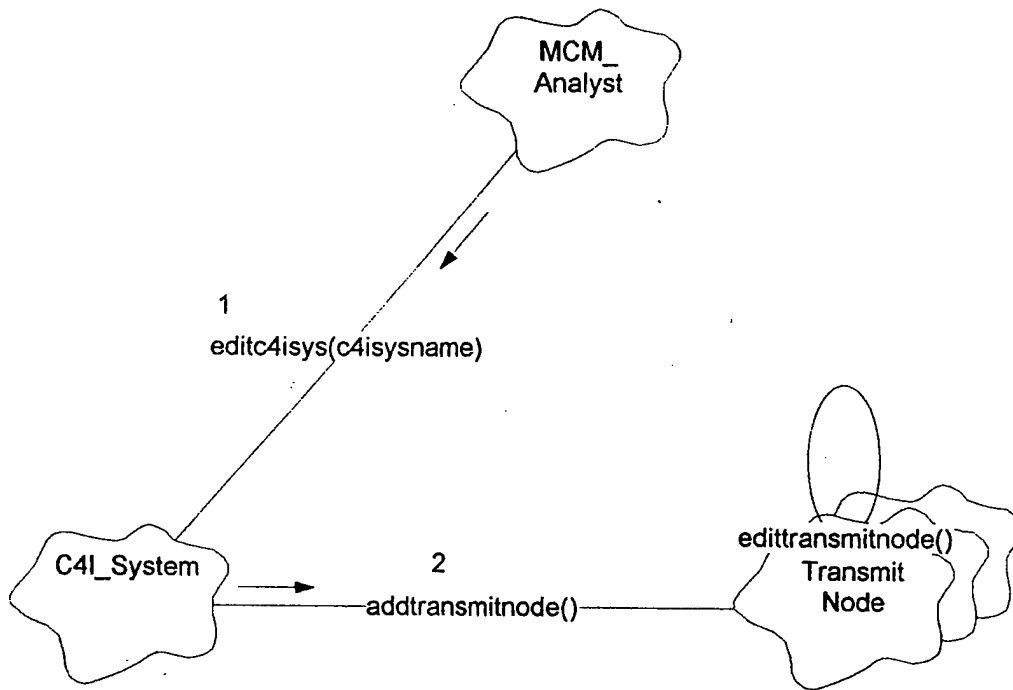 MCM_
Analyst
1
editc4isys(c4isysname)
C4I_System
2
addtransmitnode()
edittransmitnode()
Transmit
Node